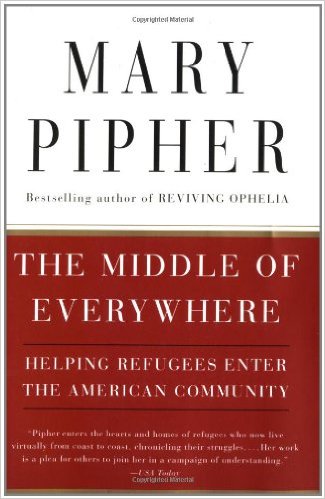 MARY
PIPHER
Bestselling author of REVIVING OPHELIA
THE MIDDLE OF
EVERYWHERE
HELPING REFUGEES ENTER
THE AMERICAN COMMUNITY
"Pipher enters the hearts and homes of refugees who now live
virtually from coast to coast, chronicling their struggles. . . . Her work
is a plea for others to join her in a campaign of understanding."
—USA Today